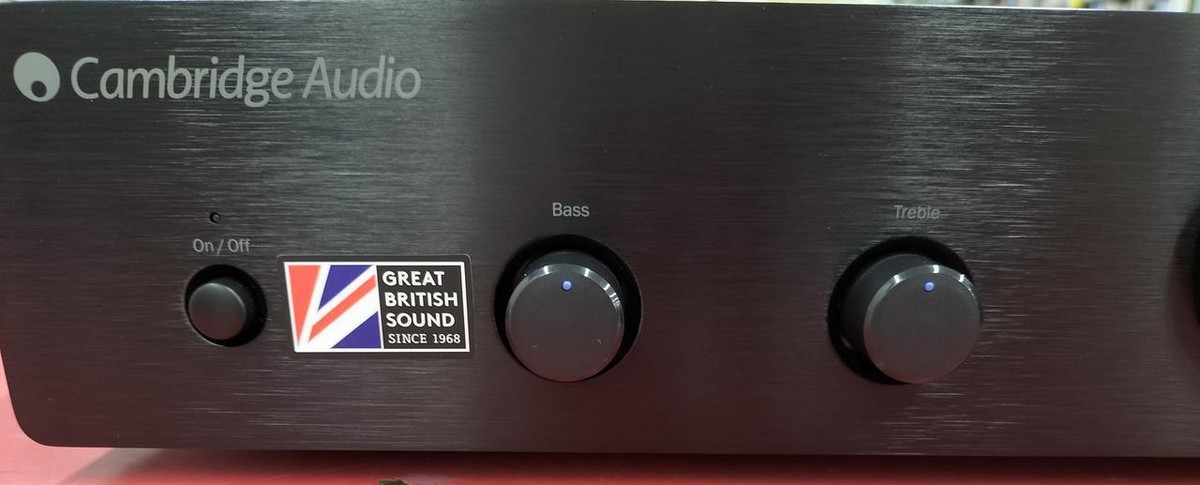 Cambridge Audio
On / Off
GREAT
BRITISH
SOUND
SINCE 1968
Bass
Treble